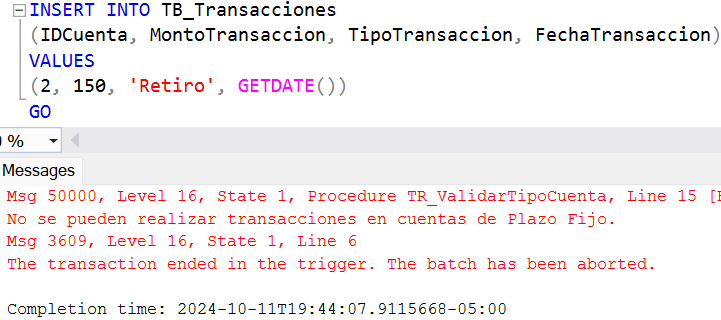 INSERT INTO TB_Transacciones
(IDCuenta, MontoTransaccion, TipoTransaccion, FechaTransaccion)
VALUES
(2, 150, 'Retiro', GETDATE())
GO
%
Messages
Msg 50000, Level 16, State 1, Procedure TR_ValidarTipoCuenta, Line 15 [
No se pueden realizar transacciones en cuentas de Plazo Fijo.
Msg 3609, Level 16, State 1, Line 6
The transaction ended in the trigger. The batch has been aborted.
Completion time: 2024-10-11T19:44:07.9115668-05:00